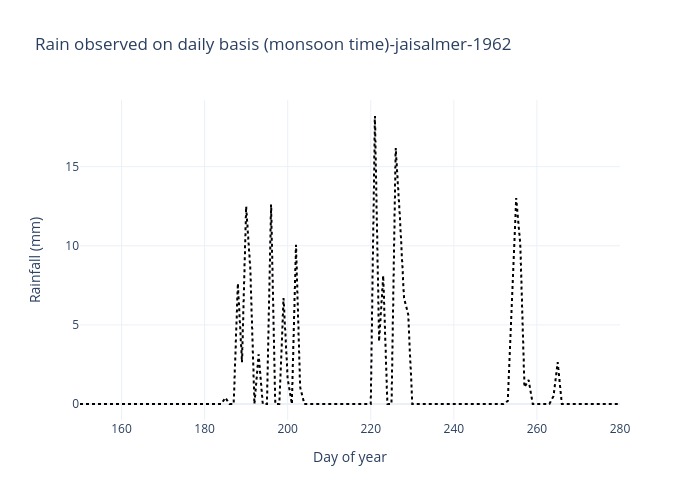 Rain observed on daily basis (monsoon time)-jaisalmer-1962
15
10
5
0
Rainfall (mm)
160 180 200 220 240 260 280
Day of year